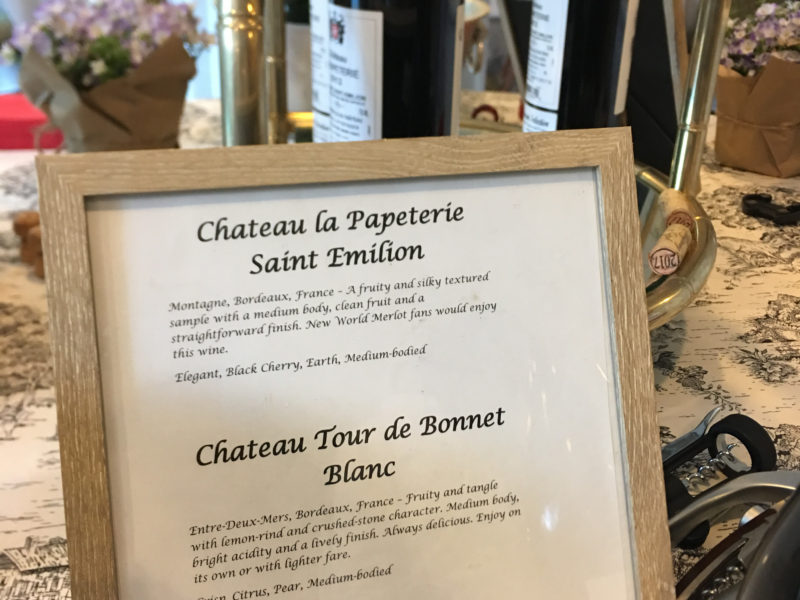 Chateau la Papeterie
Saint Emilion
Montagne, Bordeaux, France - A fruity and silky textured
sample with a medium body, clean fruit and a
straightforward finish. New World Merlot fans would enjoy
this wine.
Elegant, Black Cherry, Earth, Medium-bodied
Chateau Tour de Bonnet
Blanc
Entre-Deux-Mers, Bordeaux, France - Fruity and tangle
with lemon-rind and crushed-stone character. Medium body,
bright acidity and a lively finish. Always delicious. Enjoy on
its own or with lighter fare.
Citrus, Pear, Medium-bodied
2017